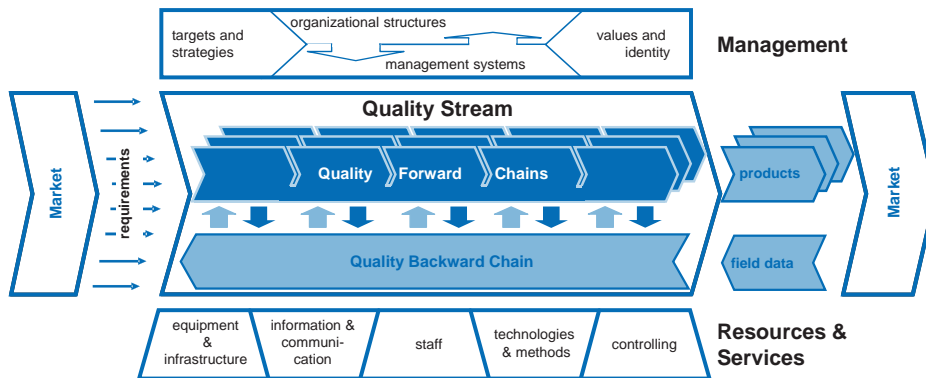 targets and
strategies
organizational structures
management systems
values and
identity
Management
Market
requirements
Quality Stream
Quality Forward Chains
Quality Backward Chain
products
field data
Market
equipment
&
infrastructure
information &
communi-
cation
staff
technologies
& methods
controlling
Resources &
Services